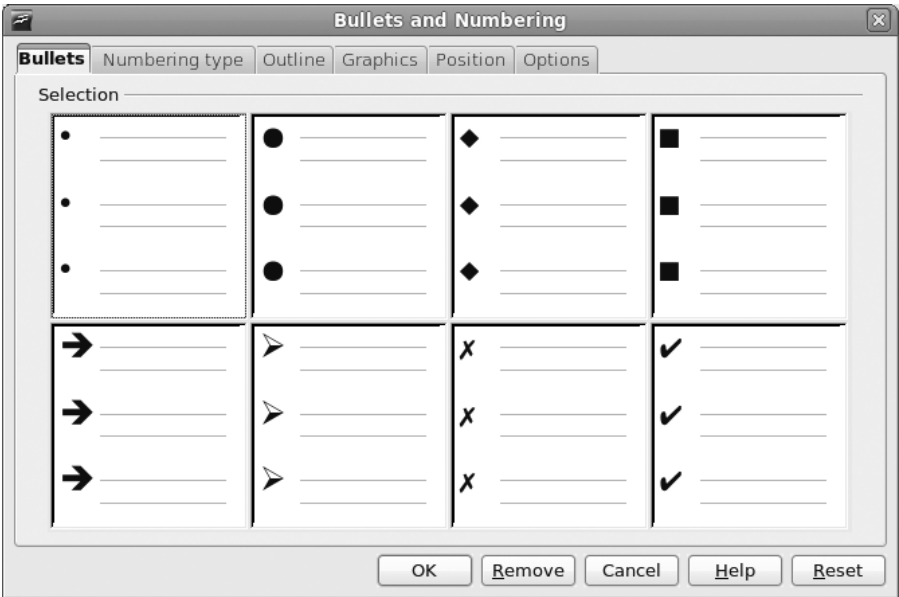 Bullets and Numbering
Bullets Numbering type Outline Graphics Position Options
Selection
OK Remove Cancel Help Reset